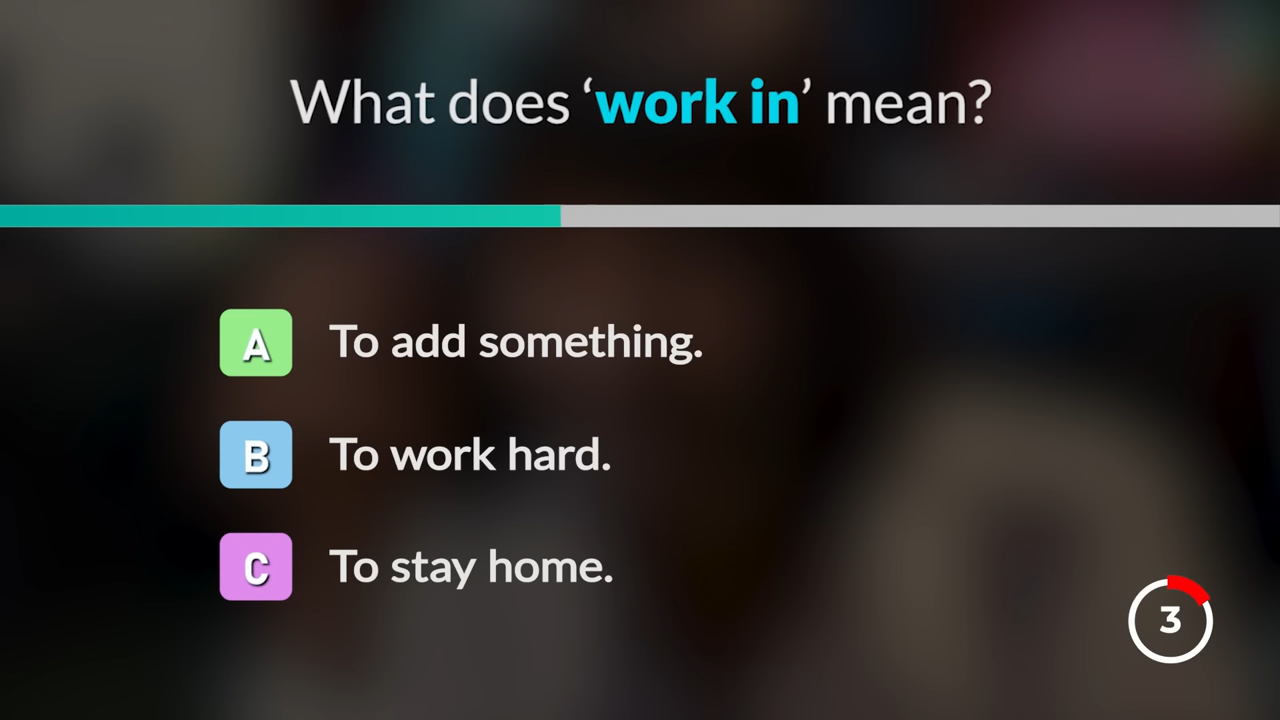 What does ‘work in’ mean?
A To add something.
B To work hard.
C To stay home.
3